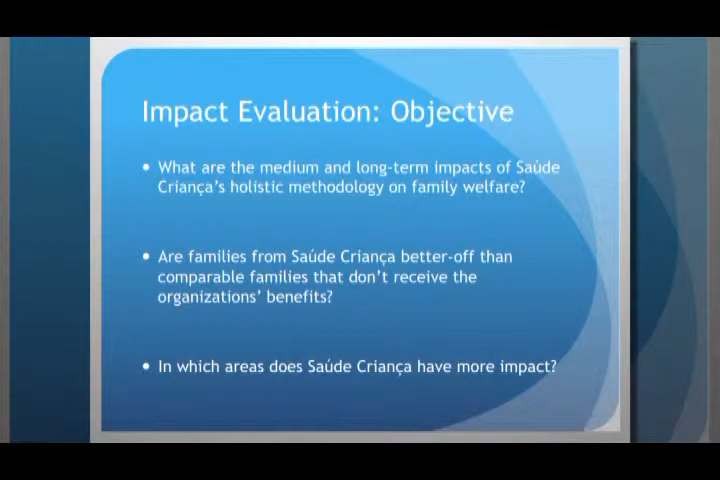 Impact Evaluation: Objective
• What are the medium and long-term impacts of Saúde
Criança's holistic methodology on family welfare?
• Are families from Saúde Criança better-off than
comparable families that don't receive the
organizations' benefits?
• In which areas does Saúde Criança have more impact?